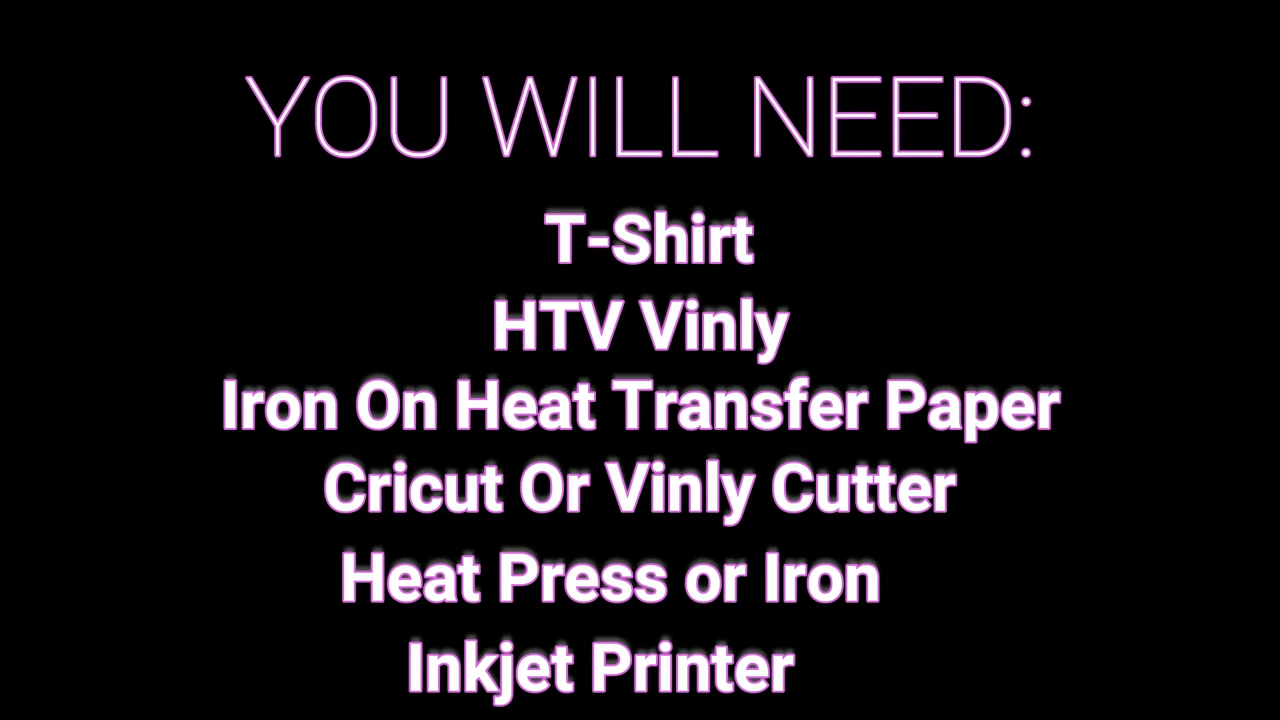 YOU WILL NEED:
T-Shirt
HTV Vinly
Iron On Heat Transfer Paper
Cricut Or Vinly Cutter
Heat Press or Iron
Inkjet Printer